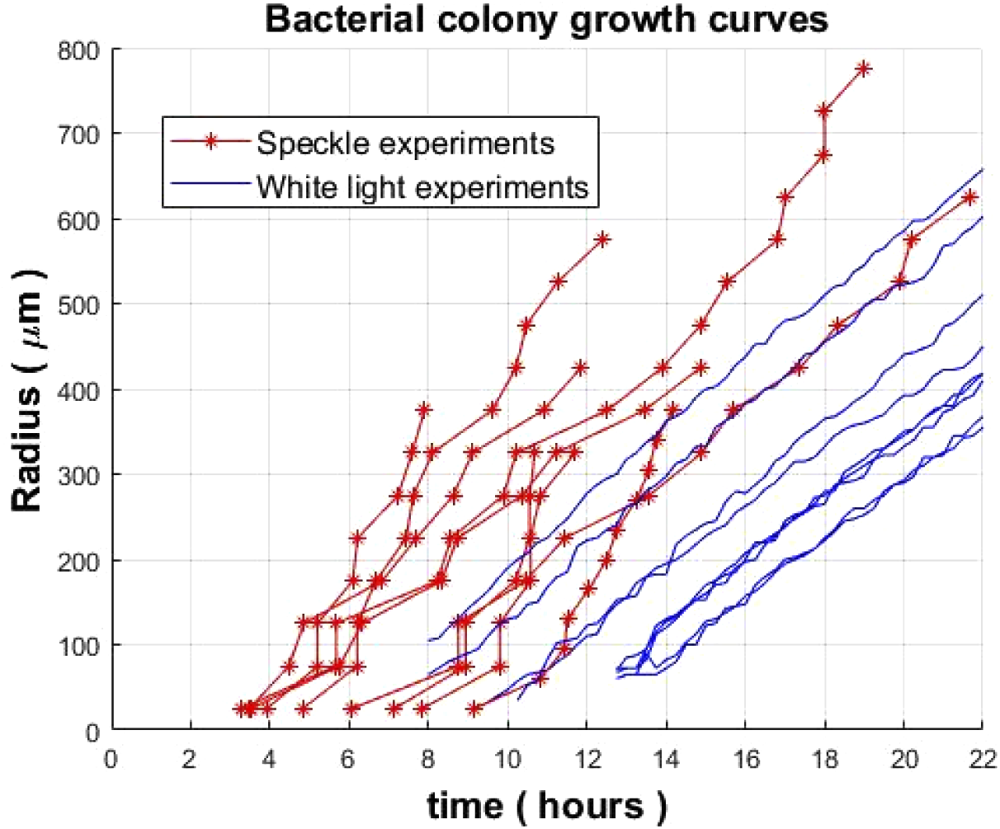 Bacterial colony growth curves
800
700
600
500
400
300
200
100
0
Radius ( μm )
Speckle experiments
White light experiments
0 2 4 6 8 10 12 14 16 18 20 22
time ( hours )